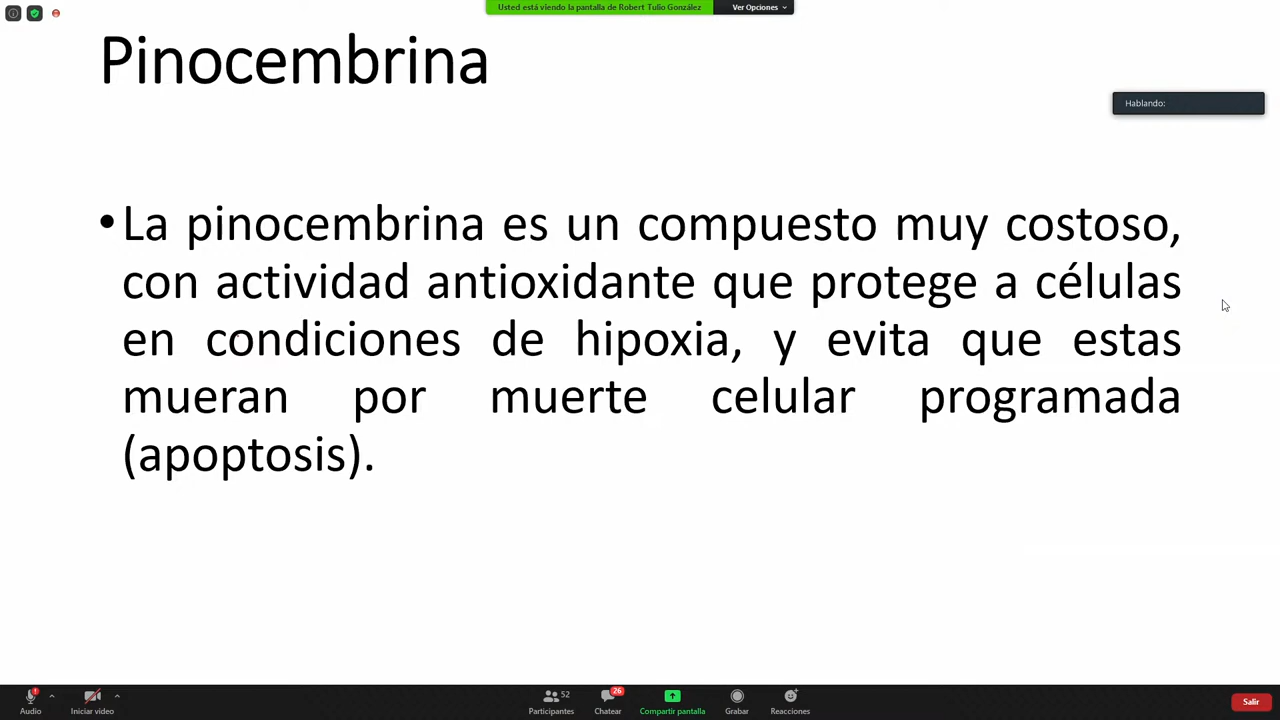 Usted está viendo la pantalla de Robert Tulio González
Ver Opciones
Pinocembrina
Hablando:
•La pinocembrina es un compuesto muy costoso,
con actividad antioxidante que protege a células
en condiciones de hipoxia, y evita que estas
mueran por muerte celular programada
(apoptosis).
Audio
Iniciar video
52
Participantes
26
Chatear
Compartir pantalla
Grabar
Reacciones
Salir